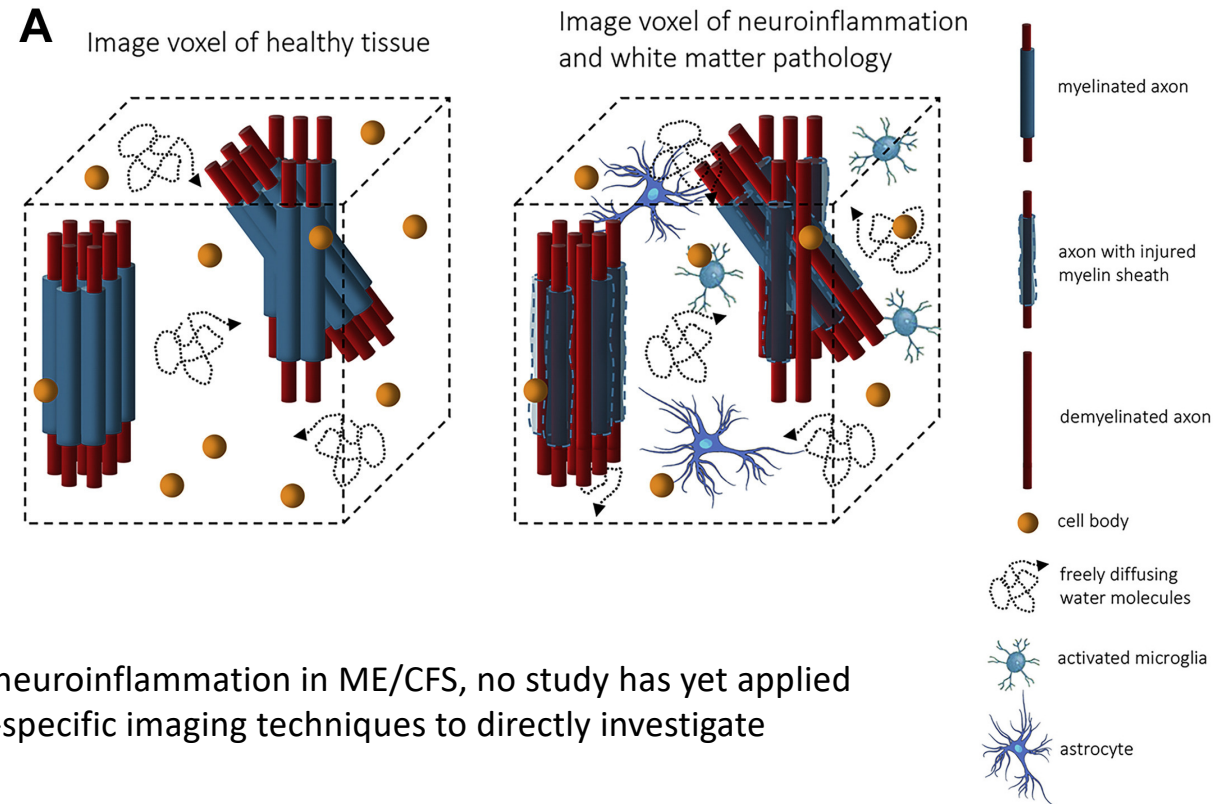 A
Image voxel of healthy tissue
Image voxel of neuroinflammation
and white matter pathology
myelinated axon
axon with injured
myelin sheath
demyelinated axon
cell body
freely diffusing
water molecules
activated microglia
astrocyte
neuroinflammation in ME/CFS, no study has yet applied
-specific imaging techniques to directly investigate